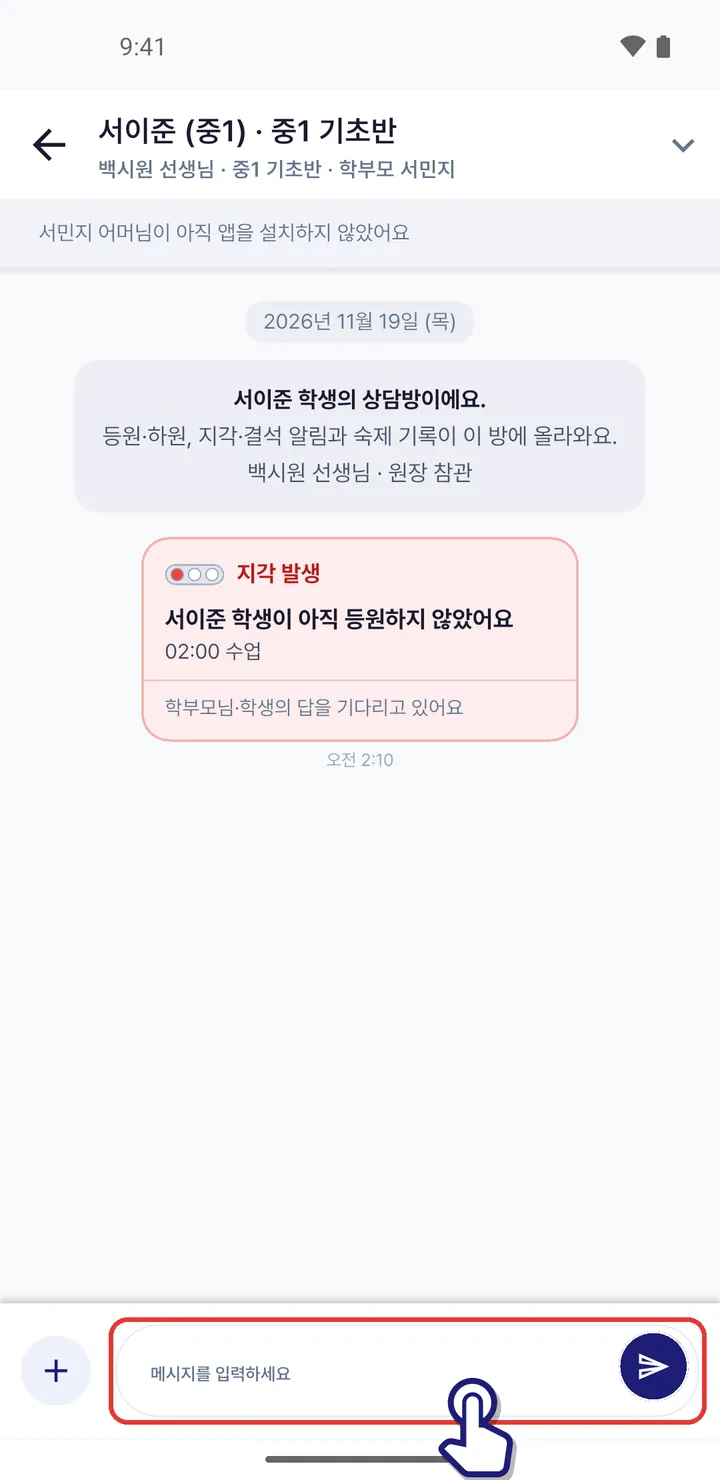 9:41
서이준 (중1) · 중1 기초반
백시원 선생님 · 중1 기초반 · 학부모 서민지
서민지 어머님이 아직 앱을 설치하지 않았어요
2026년 11월 19일 (목)
서이준 학생의 상담방이에요.
등원·하원, 지각·결석 알림과 숙제 기록이 이 방에 올라와요.
백시원 선생님 · 원장 참관
지각 발생
서이준 학생이 아직 등원하지 않았어요
02:00 수업
학부모님·학생의 답을 기다리고 있어요
오전 2:10
메시지를 입력하세요